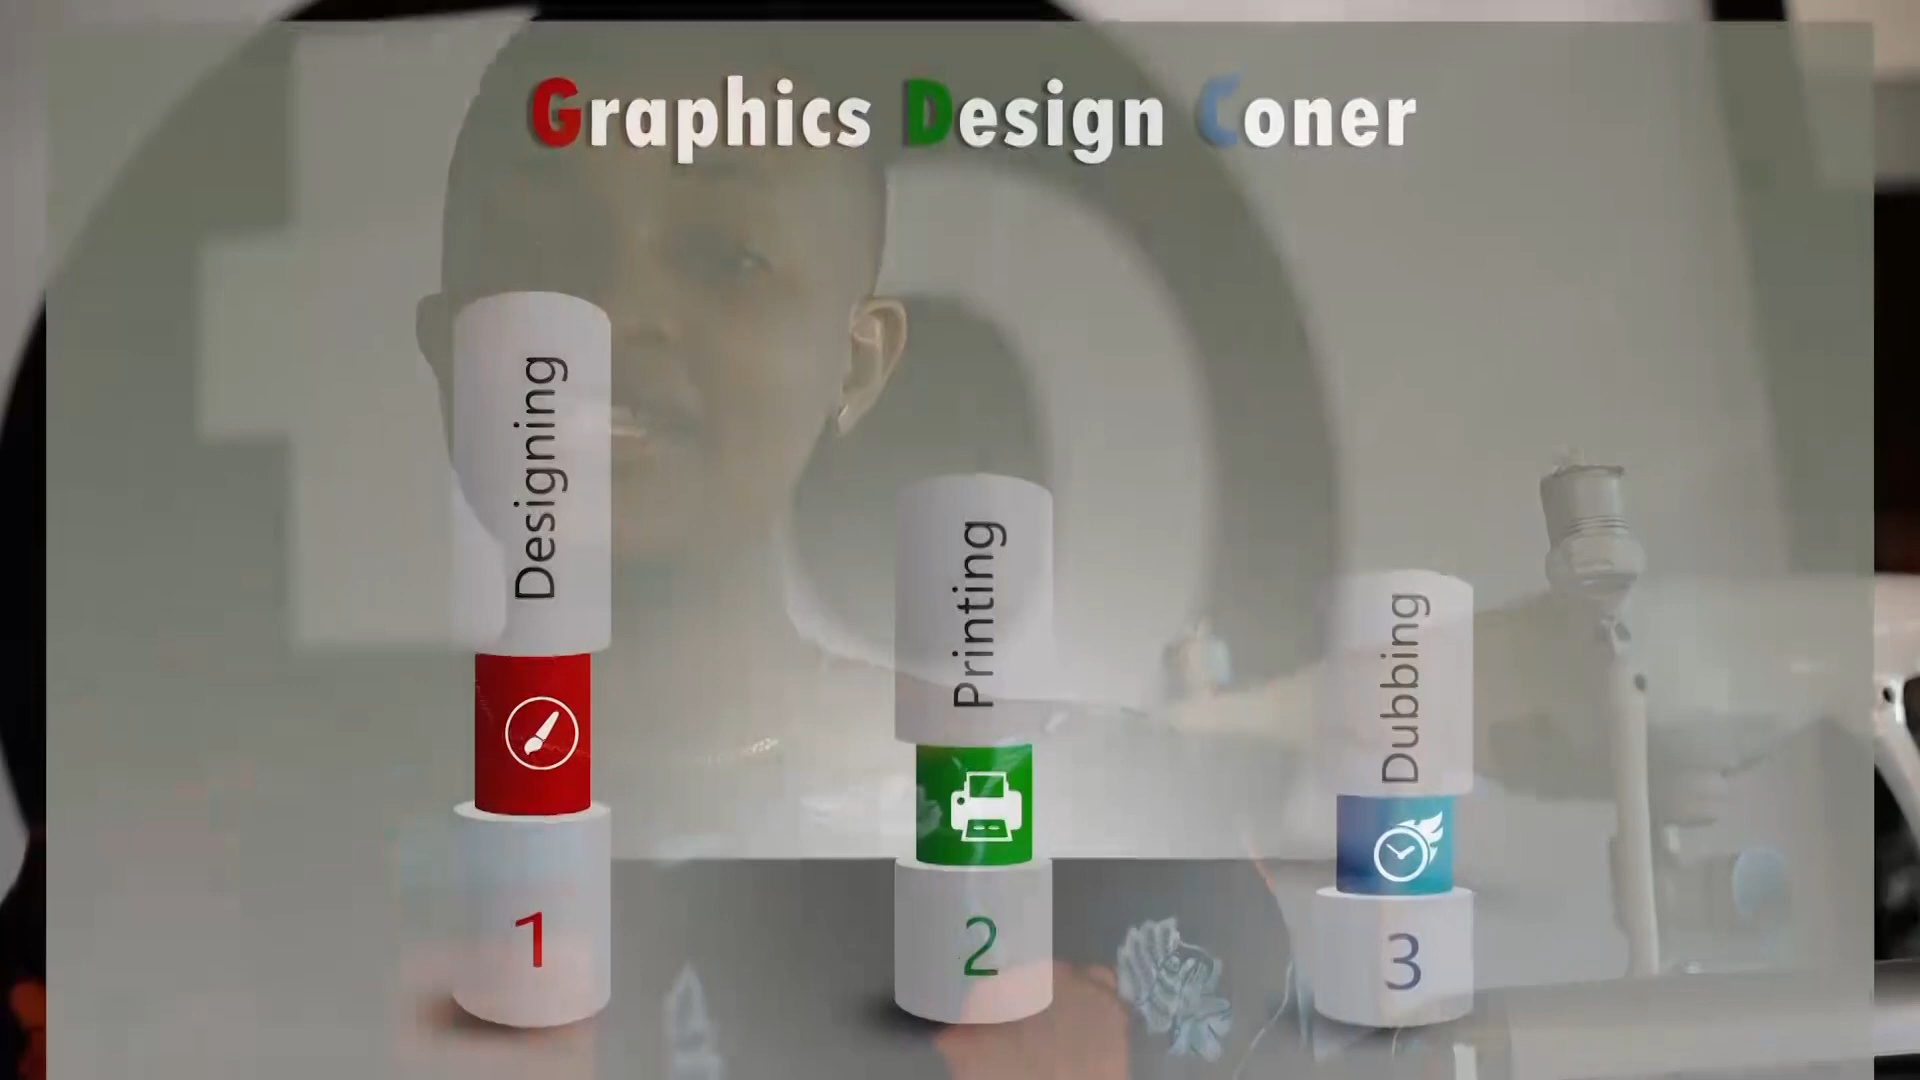 Graphics Design Coner
Designing
Printing
Dubbing
1
2
3